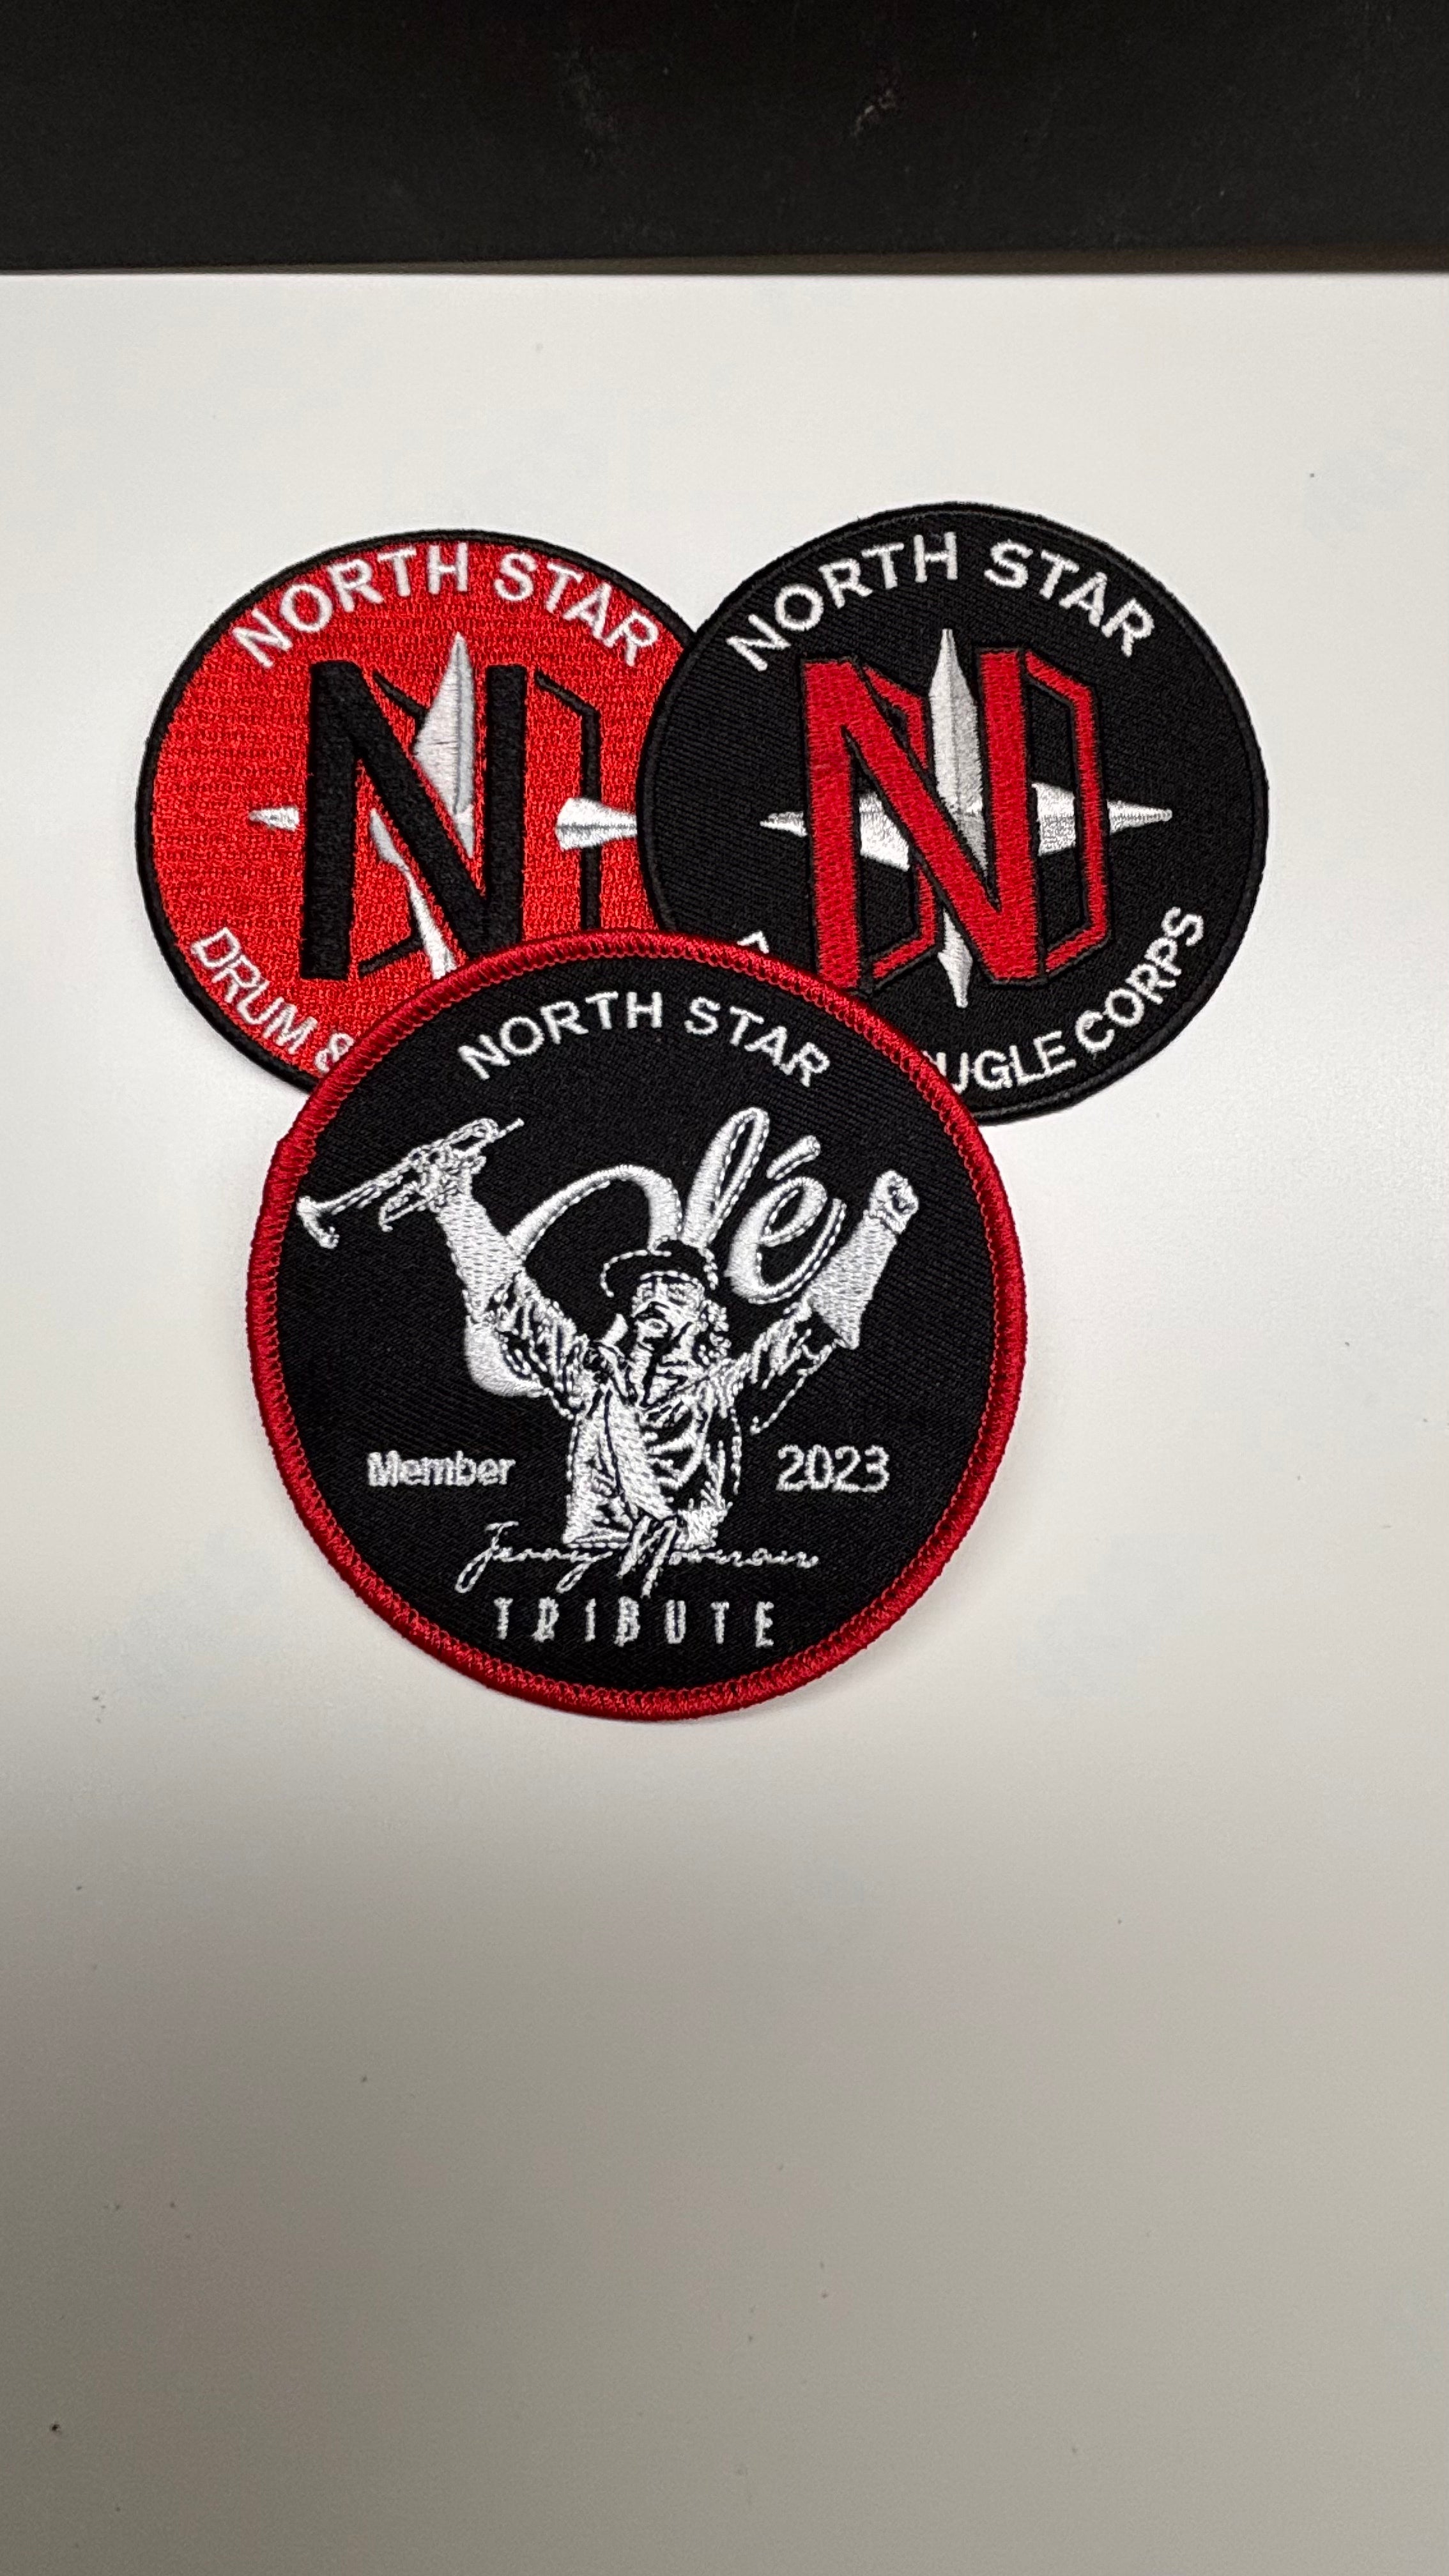 NORTH STAR
N
DRUM &
NORTH STAR
N
UGLE CORPS
NORTH STAR
Olé
Member 2023
TRIBUTE